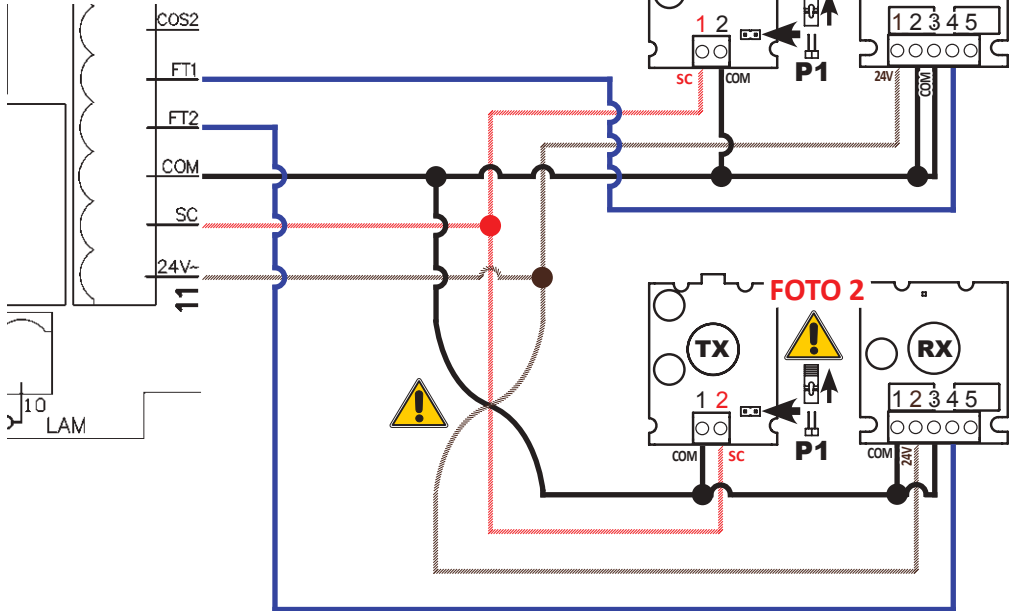 COS2
FT1
FT2
COM
SC
24V~
11
10
LAM
1 2
SC COM
P1
1 2 3 4 5
24V COM
FOTO 2
TX
1 2
COM SC
P1
RX
1 2 3 4 5
COM 24V